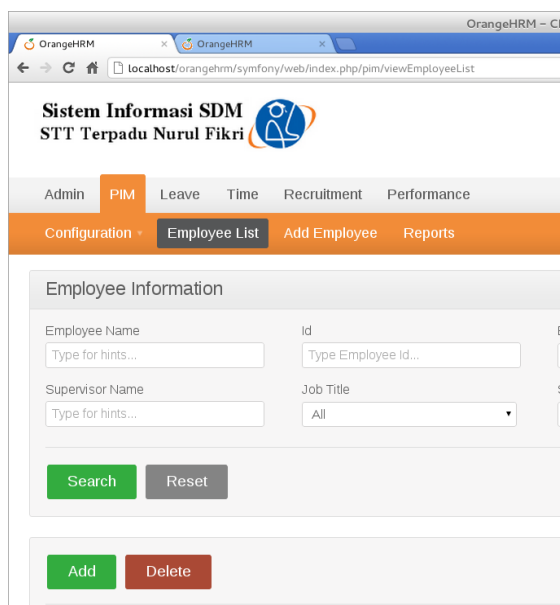 OrangeHRM – C
OrangeHRM × OrangeHRM ×
localhost/orangehrm/symfony/web/index.php/pim/viewEmployeeList
Sistem Informasi SDM
STT Terpadu Nurul Fikri
Admin PIM Leave Time Recruitment Performance
Configuration Employee List Add Employee Reports
Employee Information
Employee Name Id
Type for hints... Type Employee Id...
Supervisor Name Job Title
Type for hints... All
Search Reset
Add Delete